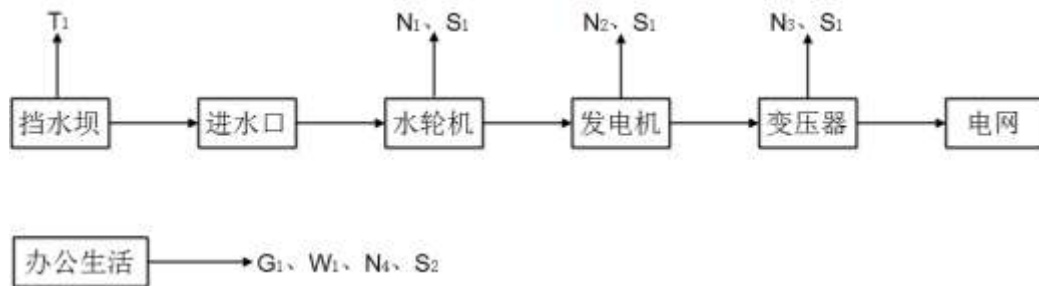 T₁ N₁、S₁ N₂、S₁ N₃、S₁
挡水坝 进水口 水轮机 发电机 变压器 电网
办公生活 G₁、W₁、N₄、S₂